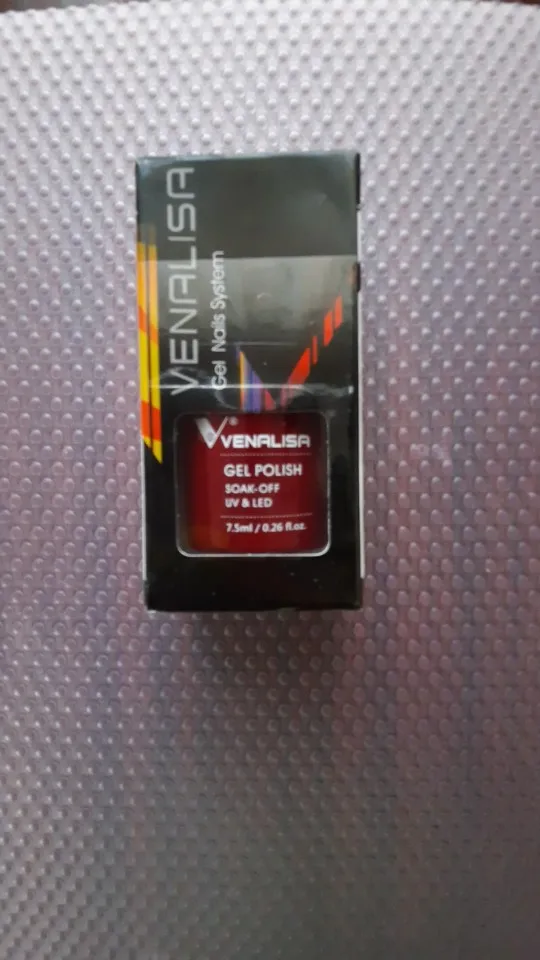 VENALISA
Gel Nails System
V®
VENALISA
GEL POLISH
SOAK-OFF
UV & LED
7.5ml / 0.26 fl.oz.